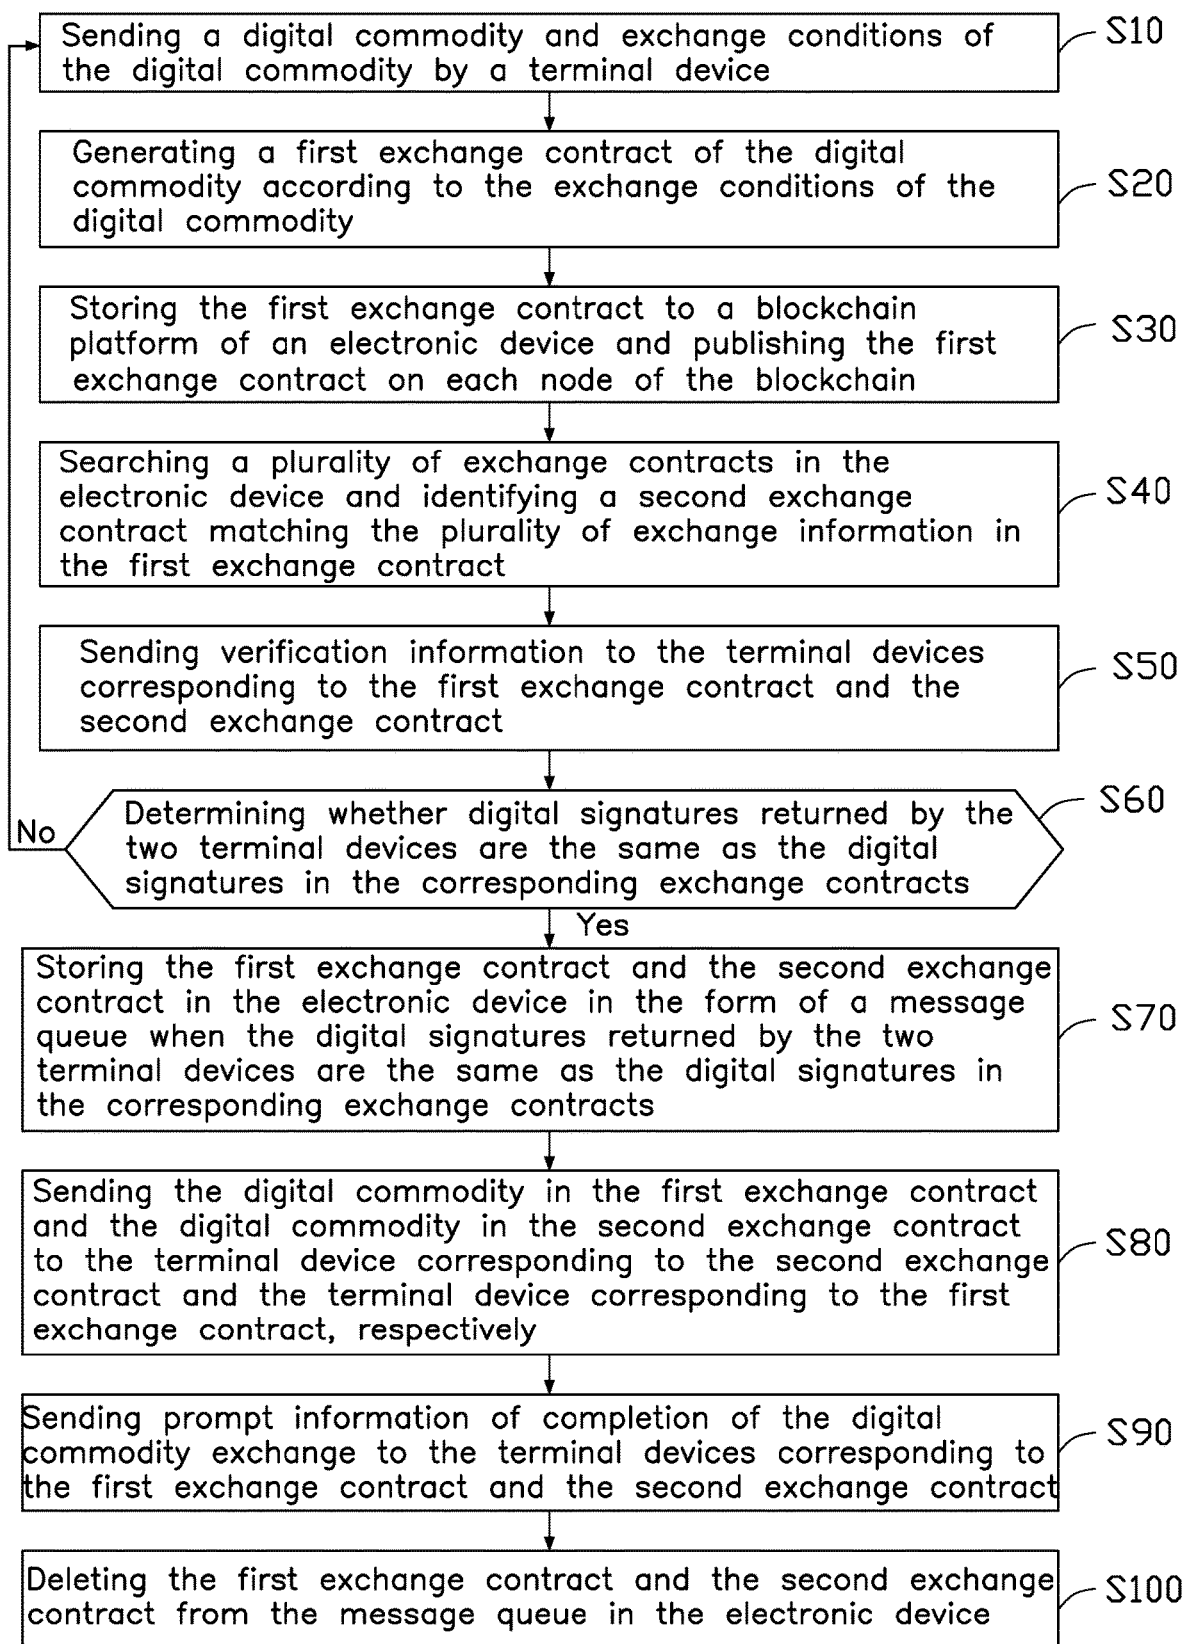 Sending a digital commodity and exchange conditions of
the digital commodity by a terminal device
S10
Generating a first exchange contract of the digital
commodity according to the exchange conditions of the
digital commodity
S20
Storing the first exchange contract to a blockchain
platform of an electronic device and publishing the first
exchange contract on each node of the blockchain
S30
Searching a plurality of exchange contracts in the
electronic device and identifying a second exchange
contract matching the plurality of exchange information in
the first exchange contract
S40
Sending verification information to the terminal devices
corresponding to the first exchange contract and the
second exchange contract
S50
Determining whether digital signatures returned by the
two terminal devices are the same as the digital
signatures in the corresponding exchange contracts
S60
No
Yes
Storing the first exchange contract and the second exchange
contract in the electronic device in the form of a message
queue when the digital signatures returned by the two
terminal devices are the same as the digital signatures in
the corresponding exchange contracts
S70
Sending the digital commodity in the first exchange contract
and the digital commodity in the second exchange contract
to the terminal device corresponding to the second exchange
contract and the terminal device corresponding to the first
exchange contract, respectively
S80
Sending prompt information of completion of the digital
commodity exchange to the terminal devices corresponding to
the first exchange contract and the second exchange contract
S90
Deleting the first exchange contract and the second exchange
contract from the message queue in the electronic device
S100